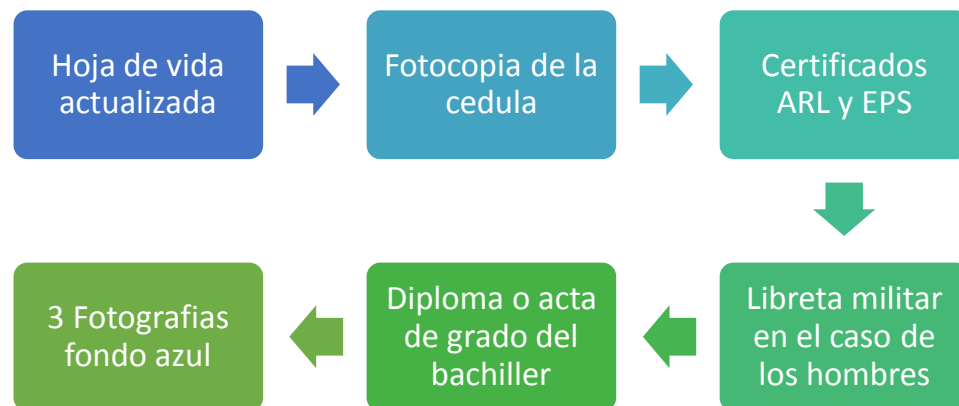 Hoja de vida
actualizada
Fotocopia de la
cedula
Certificados
ARL y EPS
Libreta militar
en el caso de
los hombres
Diploma o acta
de grado del
bachiller
3 Fotografias
fondo azul